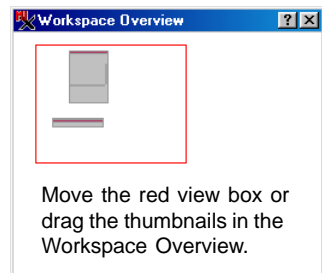 Workspace Overview
Move the red view box or
drag the thumbnails in the
Workspace Overview.